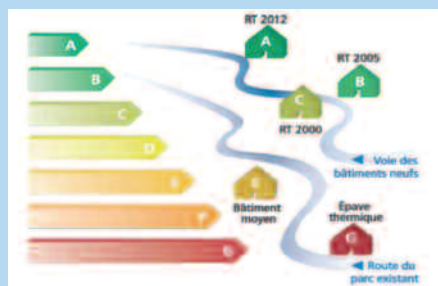 RT 2012
A
A
RT 2005
B
B
C
C
RT 2000
D
Voie des
bâtiments neufs
E
E
Bâtiment
moyen
Épave
thermique
F
G
G
Route du
parc existant